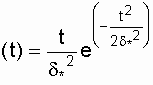 (t) = t/δ*² e^(−t²/2δ*²)